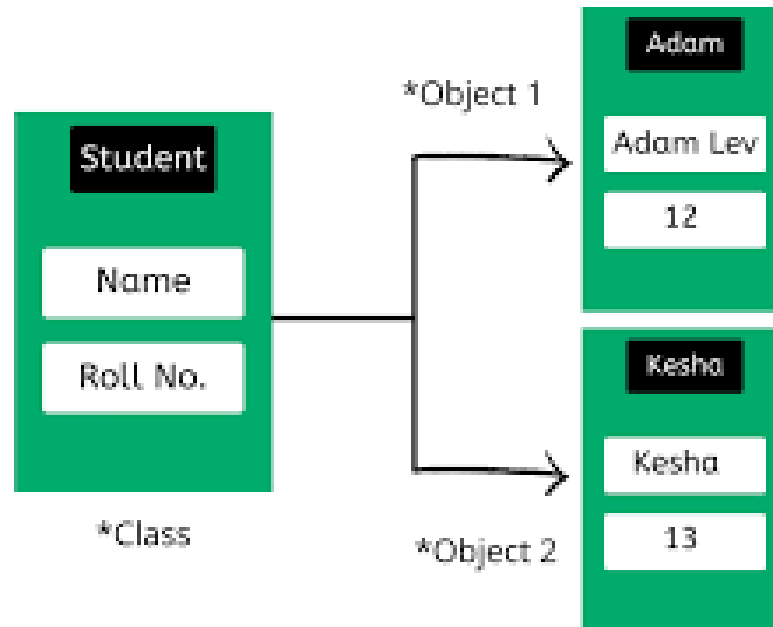 Student
Name
Roll No.
*Class
*Object 1
Adam
Adam Lev
12
*Object 2
Kesha
Kesha
13